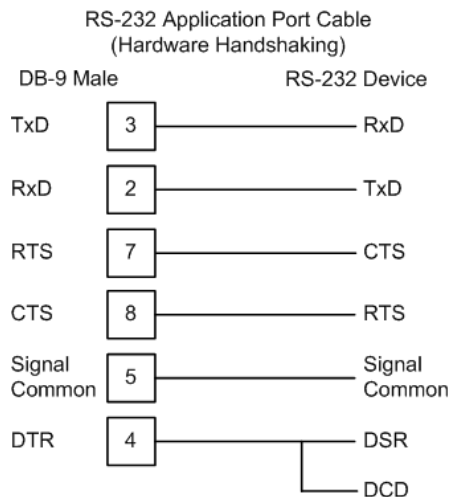 RS-232 Application Port Cable
(Hardware Handshaking)
DB-9 Male RS-232 Device
TxD 3 RxD
RxD 2 TxD
RTS 7 CTS
CTS 8 RTS
Signal Common 5 Signal Common
DTR 4 DSR
DCD